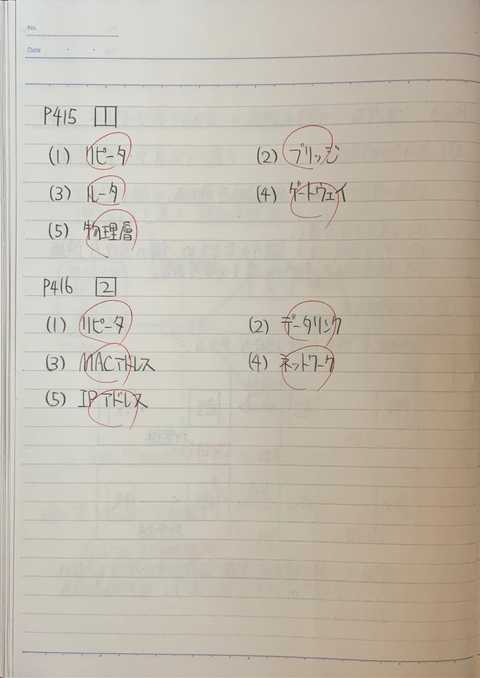 No.
Date
P415 1
(1) リピータ (2) ブリッジ
(3) ルータ (4) ゲートウェイ
(5) 物理層
P416 2
(1) リピータ (2) データリンク
(3) MACアドレス (4) ネットワーク
(5) IPアドレス